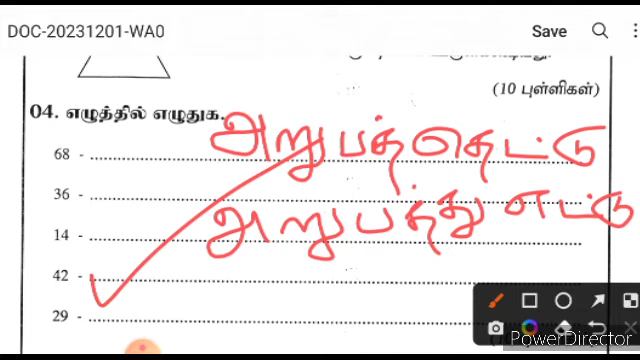 DOC-20231201-WA0
Save
(10 புள்ளிகள்)
04. எழுத்தில் எழுதுக.
அறுபத்தெட்டு
68 - ........................
அறுபத்து எட்டு
36 - ........................
14 - ........................
42 - ........................
29 - ........................
PowerDirector